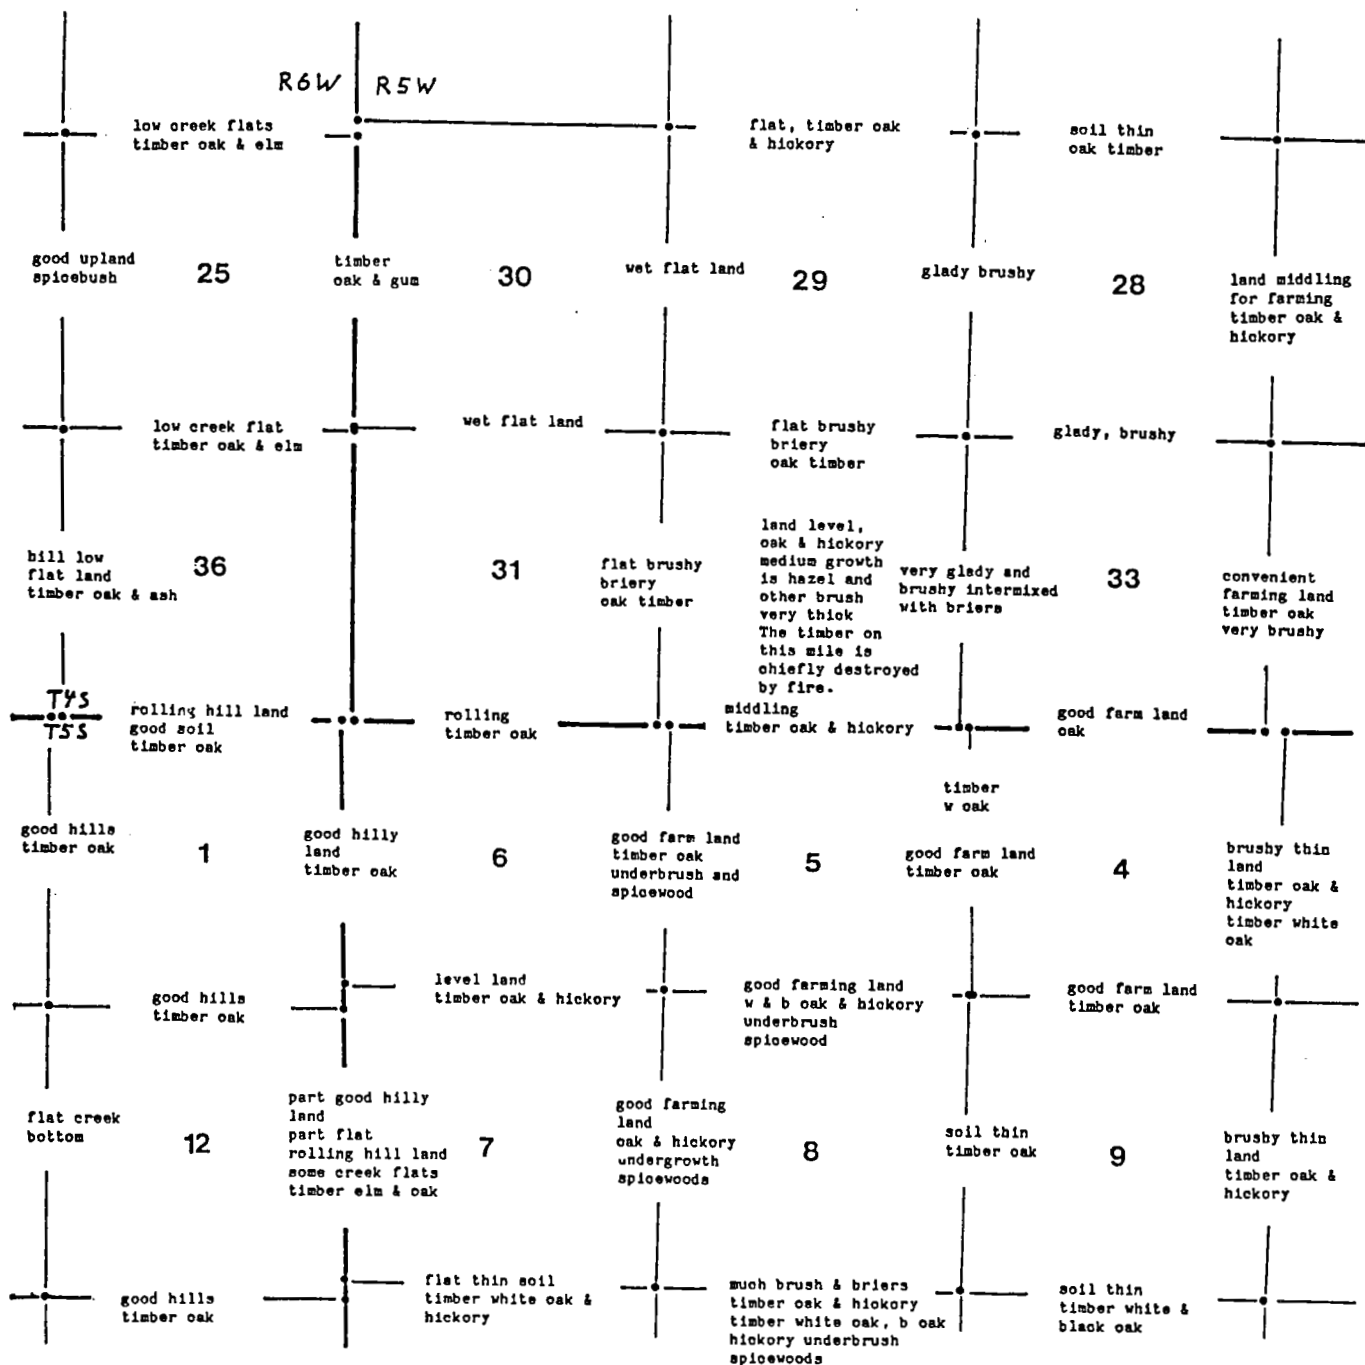 R6W R5W
low creek flats
timber oak & elm
flat, timber oak
& hickory
soil thin
oak timber
good upland
spicebush
25
timber
oak & gum
30
wet flat land
29
glady brushy
28
land middling
for farming
timber oak &
hickory
low creek flat
timber oak & elm
wet flat land
flat brushy
briery
oak timber
glady, brushy
hill low
flat land
timber oak & ash
36
31
flat brushy
briery
oak timber
land level,
oak & hickory
medium growth
is hazel and
other brush
very thick
The timber on
this mile is
chiefly destroyed
by fire.
very glady and
brushy intermixed
with briers
33
convenient
farming land
timber oak
very brushy
T4S
T5S
rolling hill land
good soil
timber oak
rolling
timber oak
middling
timber oak & hickory
good farm land
oak
timber
w oak
good hills
timber oak
1
good hilly
land
timber oak
6
good farm land
timber oak
underbrush and
spicewood
5
good farm land
timber oak
4
brushy thin
land
timber oak &
hickory
timber white
oak
good hills
timber oak
level land
timber oak & hickory
good farming land
w & b oak & hickory
underbrush
spicewood
good farm land
timber oak
flat creek
bottom
12
part good hilly
land
part flat
rolling hill land
some creek flats
timber elm & oak
7
good farming
land
oak & hickory
undergrowth
spicewoods
8
soil thin
timber oak
9
brushy thin
land
timber oak &
hickory
good hills
timber oak
flat thin soil
timber white oak &
hickory
much brush & briers
timber oak & hickory
timber white oak, b oak
hickory underbrush
spicewoods
soil thin
timber white &
black oak